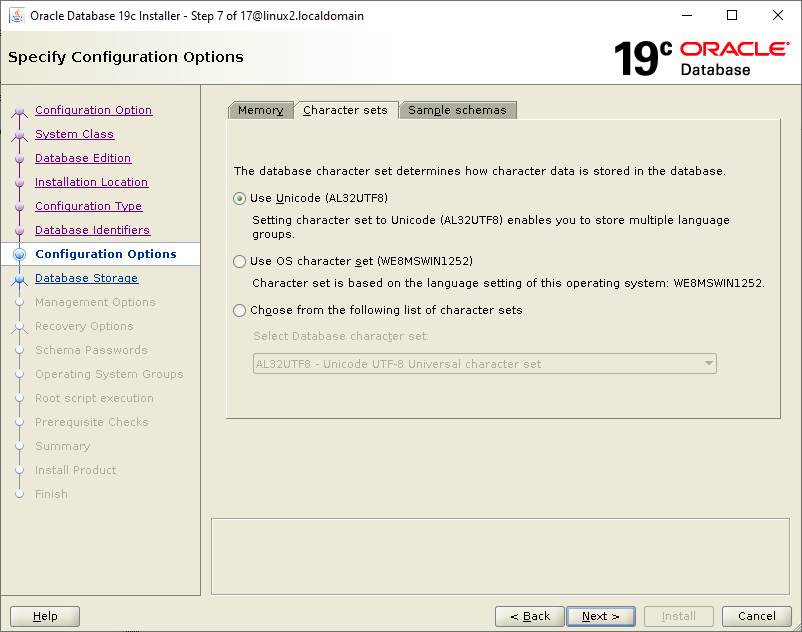 Oracle Database 19c Installer - Step 7 of 17@linux2.localdomain
Specify Configuration Options
19c ORACLE
Database
Configuration Option
System Class
Database Edition
Installation Location
Configuration Type
Database Identifiers
Configuration Options
Database Storage
Management Options
Recovery Options
Schema Passwords
Operating System Groups
Root script execution
Prerequisite Checks
Summary
Install Product
Finish
Memory Character sets Sample schemas
The database character set determines how character data is stored in the database.
Use Unicode (AL32UTF8)
Setting character set to Unicode (AL32UTF8) enables you to store multiple language
groups.
Use OS character set (WE8MSWIN1252)
Character set is based on the language setting of this operating system: WE8MSWIN1252.
Choose from the following list of character sets
Select Database character set:
AL32UTF8 - Unicode UTF-8 Universal character set
Help < Back Next > Install Cancel